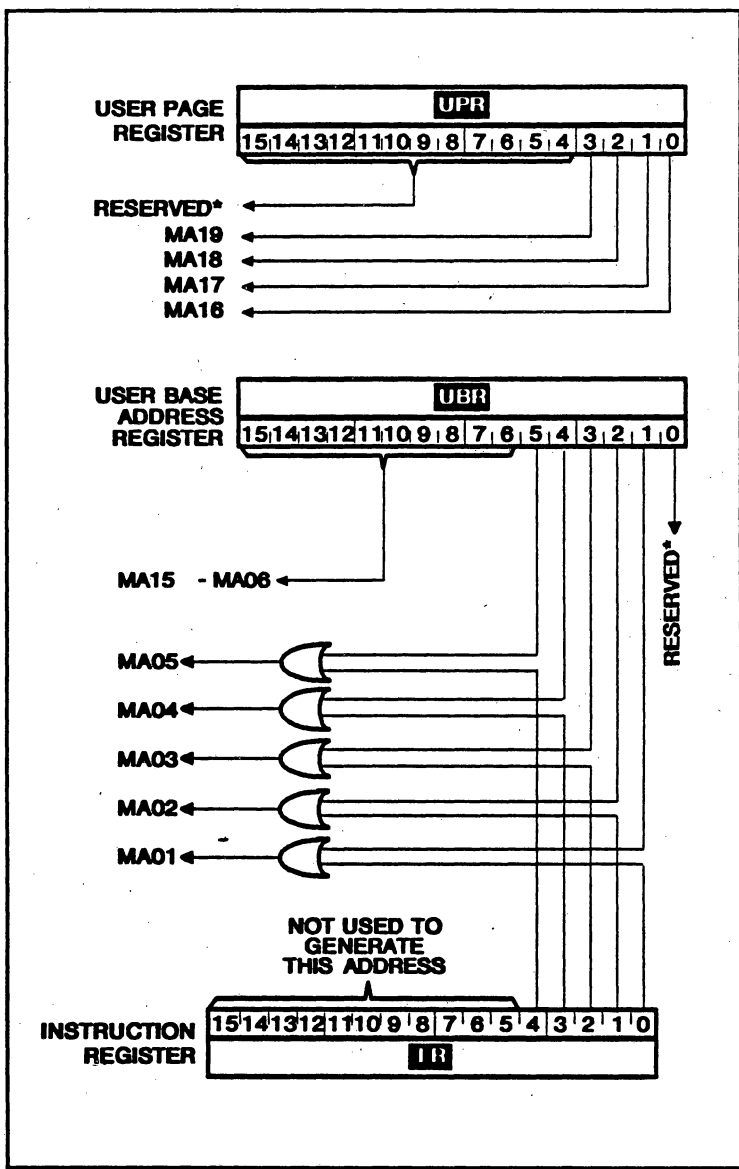 UPR
USER PAGE
REGISTER
15 14 13 12 11 10 9 8 7 6 5 4 3 2 1 0
RESERVED*
MA19
MA18
MA17
MA16
UBR
USER BASE
ADDRESS
REGISTER
15 14 13 12 11 10 9 8 7 6 5 4 3 2 1 0
RESERVED*
MA15 - MA06
MA05
MA04
MA03
MA02
MA01
NOT USED TO
GENERATE
THIS ADDRESS
INSTRUCTION
REGISTER
15 14 13 12 11 10 9 8 7 6 5 4 3 2 1 0
IR